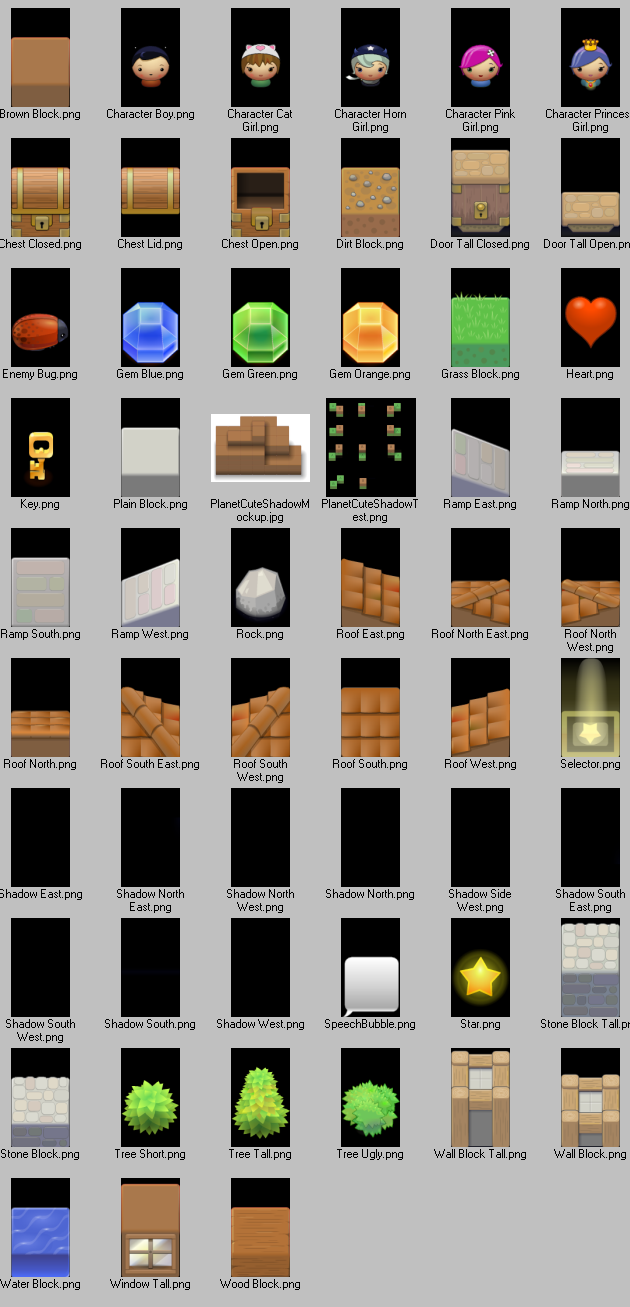 Brown Block.png
Character Boy.png
Character Cat
Girl.png
Character Horn
Girl.png
Character Pink
Girl.png
Character Princes
Girl.png
Chest Closed.png
Chest Lid.png
Chest Open.png
Dirt Block.png
Door Tall Closed.png
Door Tall Open.pn
Enemy Bug.png
Gem Blue.png
Gem Green.png
Gem Orange.png
Grass Block.png
Heart.png
Key.png
Plain Block.png
PlanetCuteShadowM
ockup.jpg
PlanetCuteShadowT
est.png
Ramp East.png
Ramp North.png
Ramp South.png
Ramp West.png
Rock.png
Roof East.png
Roof North East.png
Roof North
West.png
Roof North.png
Roof South East.png
Roof South
West.png
Roof South.png
Roof West.png
Selector.png
Shadow East.png
Shadow North
East.png
Shadow North
West.png
Shadow North.png
Shadow Side
West.png
Shadow South
East.png
Shadow South
West.png
Shadow South.png
Shadow West.png
SpeechBubble.png
Star.png
Stone Block Tall.pn
Stone Block.png
Tree Short.png
Tree Tall.png
Tree Ugly.png
Wall Block Tall.png
Wall Block.png
Water Block.png
Window Tall.png
Wood Block.png